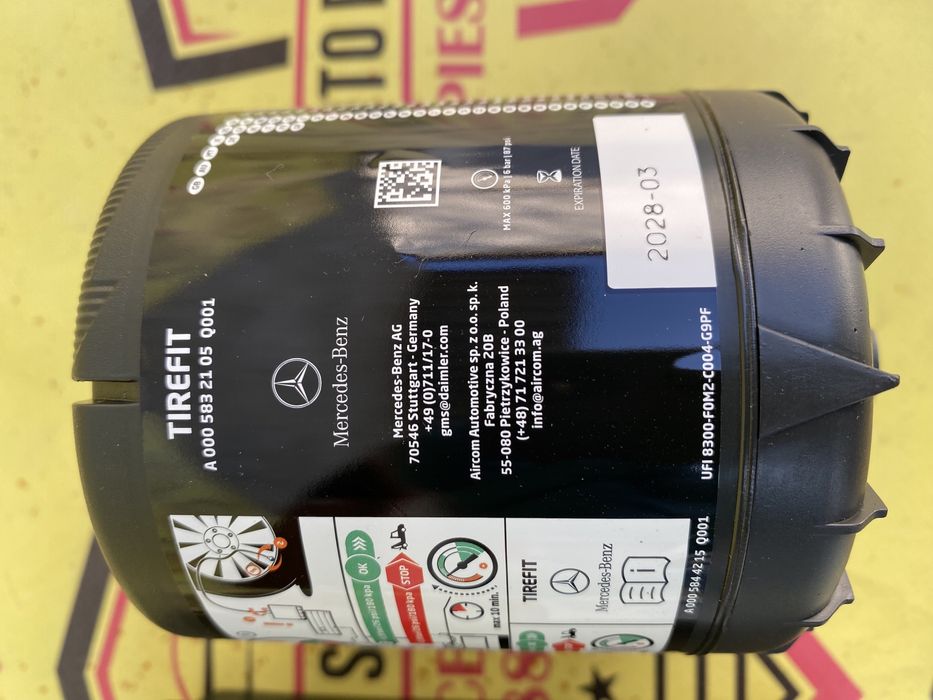 TIREFIT
A 000 583 21 05 Q001
Mercedes-Benz
Mercedes-Benz AG
70546 Stuttgart - Germany
+49 (0)711/17-0
gms@daimler.com
Aircom Automotive sp. z o.o. sp. k.
Fabryczna 20B
55-080 Pietrzykowice - Poland
(+48) 71 721 33 00
info@aircom.ag
MAX 600 kPa | 6 bar | 87 psi
EXPIRATION DATE
2028-03
UFI 8300-F0M2-C004-G9PF
OK
STOP
max. 10 min.
TIREFIT
Mercedes-Benz
A 000 584 42 15 Q001